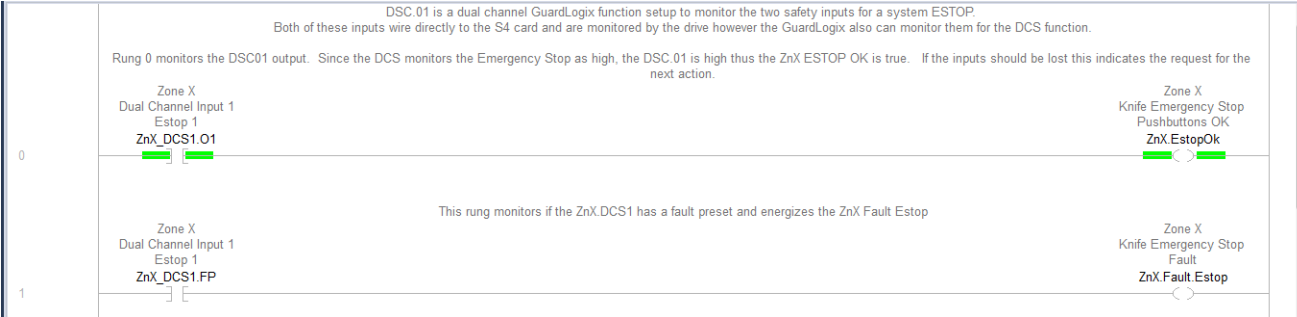 DSC.01 is a dual channel GuardLogix function setup to monitor the two safety inputs for a system ESTOP.
Both of these inputs wire directly to the S4 card and are monitored by the drive however the GuardLogix also can monitor them for the DCS function.
Rung 0 monitors the DSC01 output.  Since the DCS monitors the Emergency Stop as high, the DSC.01 is high thus the ZnX ESTOP OK is true.   If the inputs should be lost this indicates the request for the
next action.
Zone X
Dual Channel Input 1
Estop 1
ZnX_DCS1.O1
Zone X
Knife Emergency Stop
Pushbuttons OK
ZnX.EstopOk
0
This rung monitors if the ZnX.DCS1 has a fault preset and energizes the ZnX Fault Estop
Zone X
Dual Channel Input 1
Estop 1
ZnX_DCS1.FP
Zone X
Knife Emergency Stop
Fault
ZnX.Fault.Estop
1